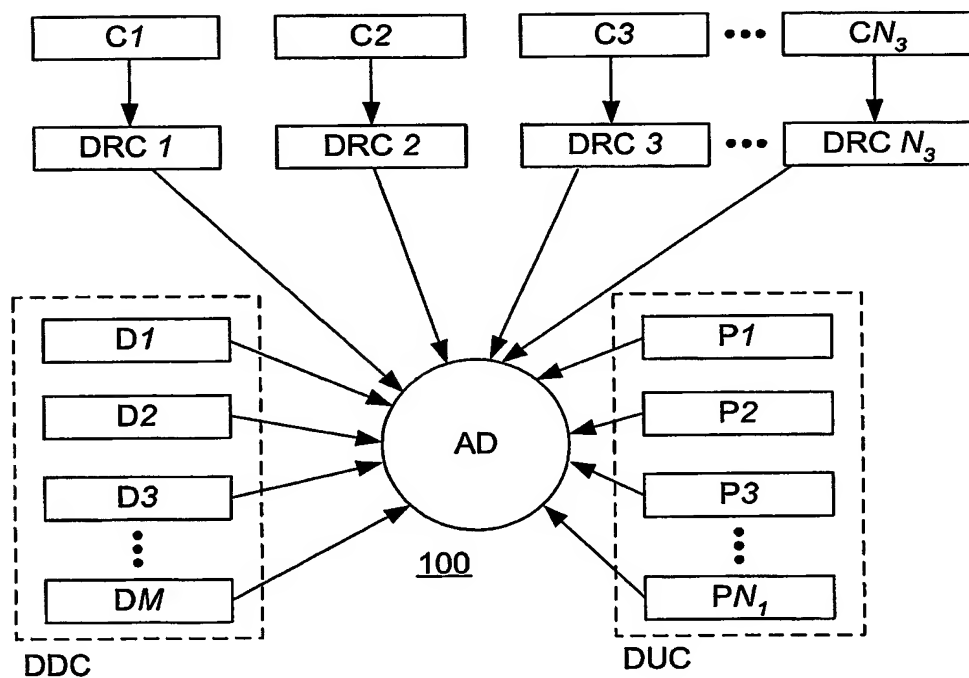 C1 C2 C3 ••• CN₃
DRC 1 DRC 2 DRC 3 ••• DRC N₃
D1
D2
D3
DM
DDC
AD
100
P1
P2
P3
PN₁
DUC